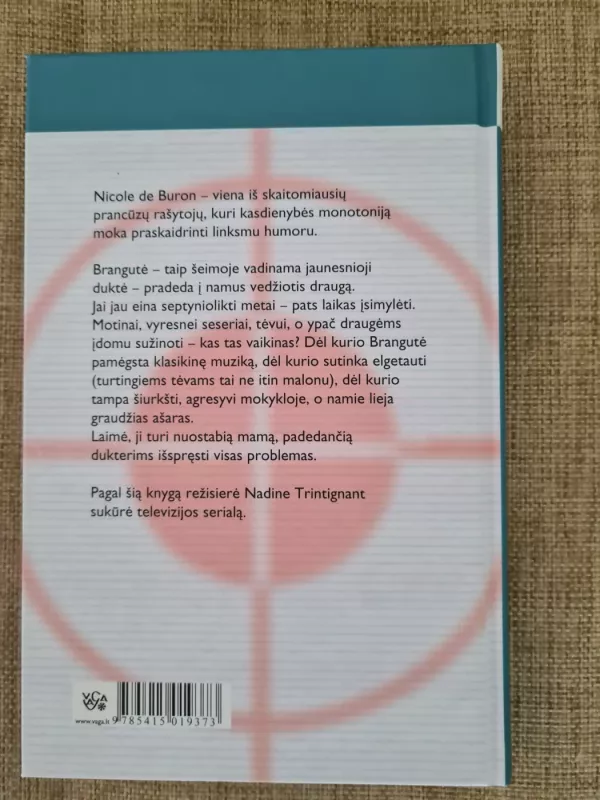 Nicole de Buron – viena iš skaitomiausių
prancūzų rašytojų, kuri kasdienybės monotoniją
moka praskaidrinti linksmu humoru.
Brangutė – taip šeimoje vadinama jaunesnioji
duktė – pradeda į namus vedžiotis draugą.
Jai jau eina septyniolikti metai – pats laikas įsimylėti.
Motinai, vyresnei seseriai, tėvui, o ypač draugėms
įdomu sužinoti – kas tas vaikinas? Dėl kurio Brangutė
pamėgsta klasikinę muziką, dėl kurio sutinka elgetauti
(turtingiems tėvams tai ne itin malonu), dėl kurio
tampa šiurkšti, agresyvi mokykloje, o namie lieja
graudžias ašaras.
Laimė, ji turi nuostabią mamą, padedančią
dukterims išspręsti visas problemas.
Pagal šią knygą režisierė Nadine Trintignant
sukūrė televizijos serialą.
VAGA
www.vaga.lt
9 785415 019373